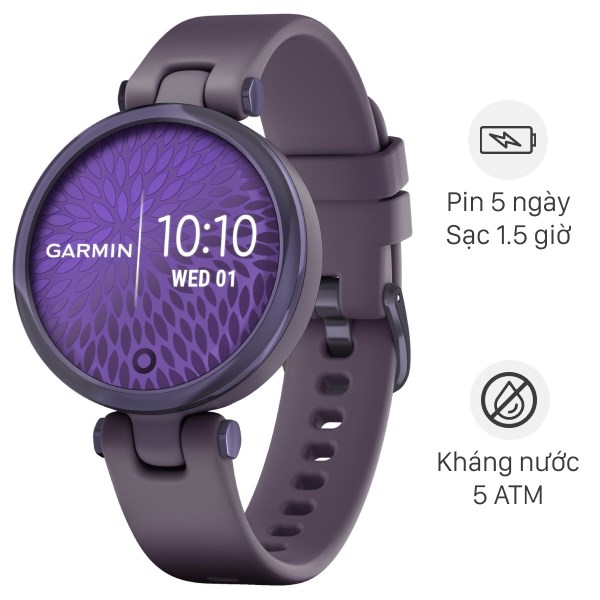 GARMIN
10:10
WED 01
Pin 5 ngày
Sạc 1.5 giờ
Kháng nước
5 ATM